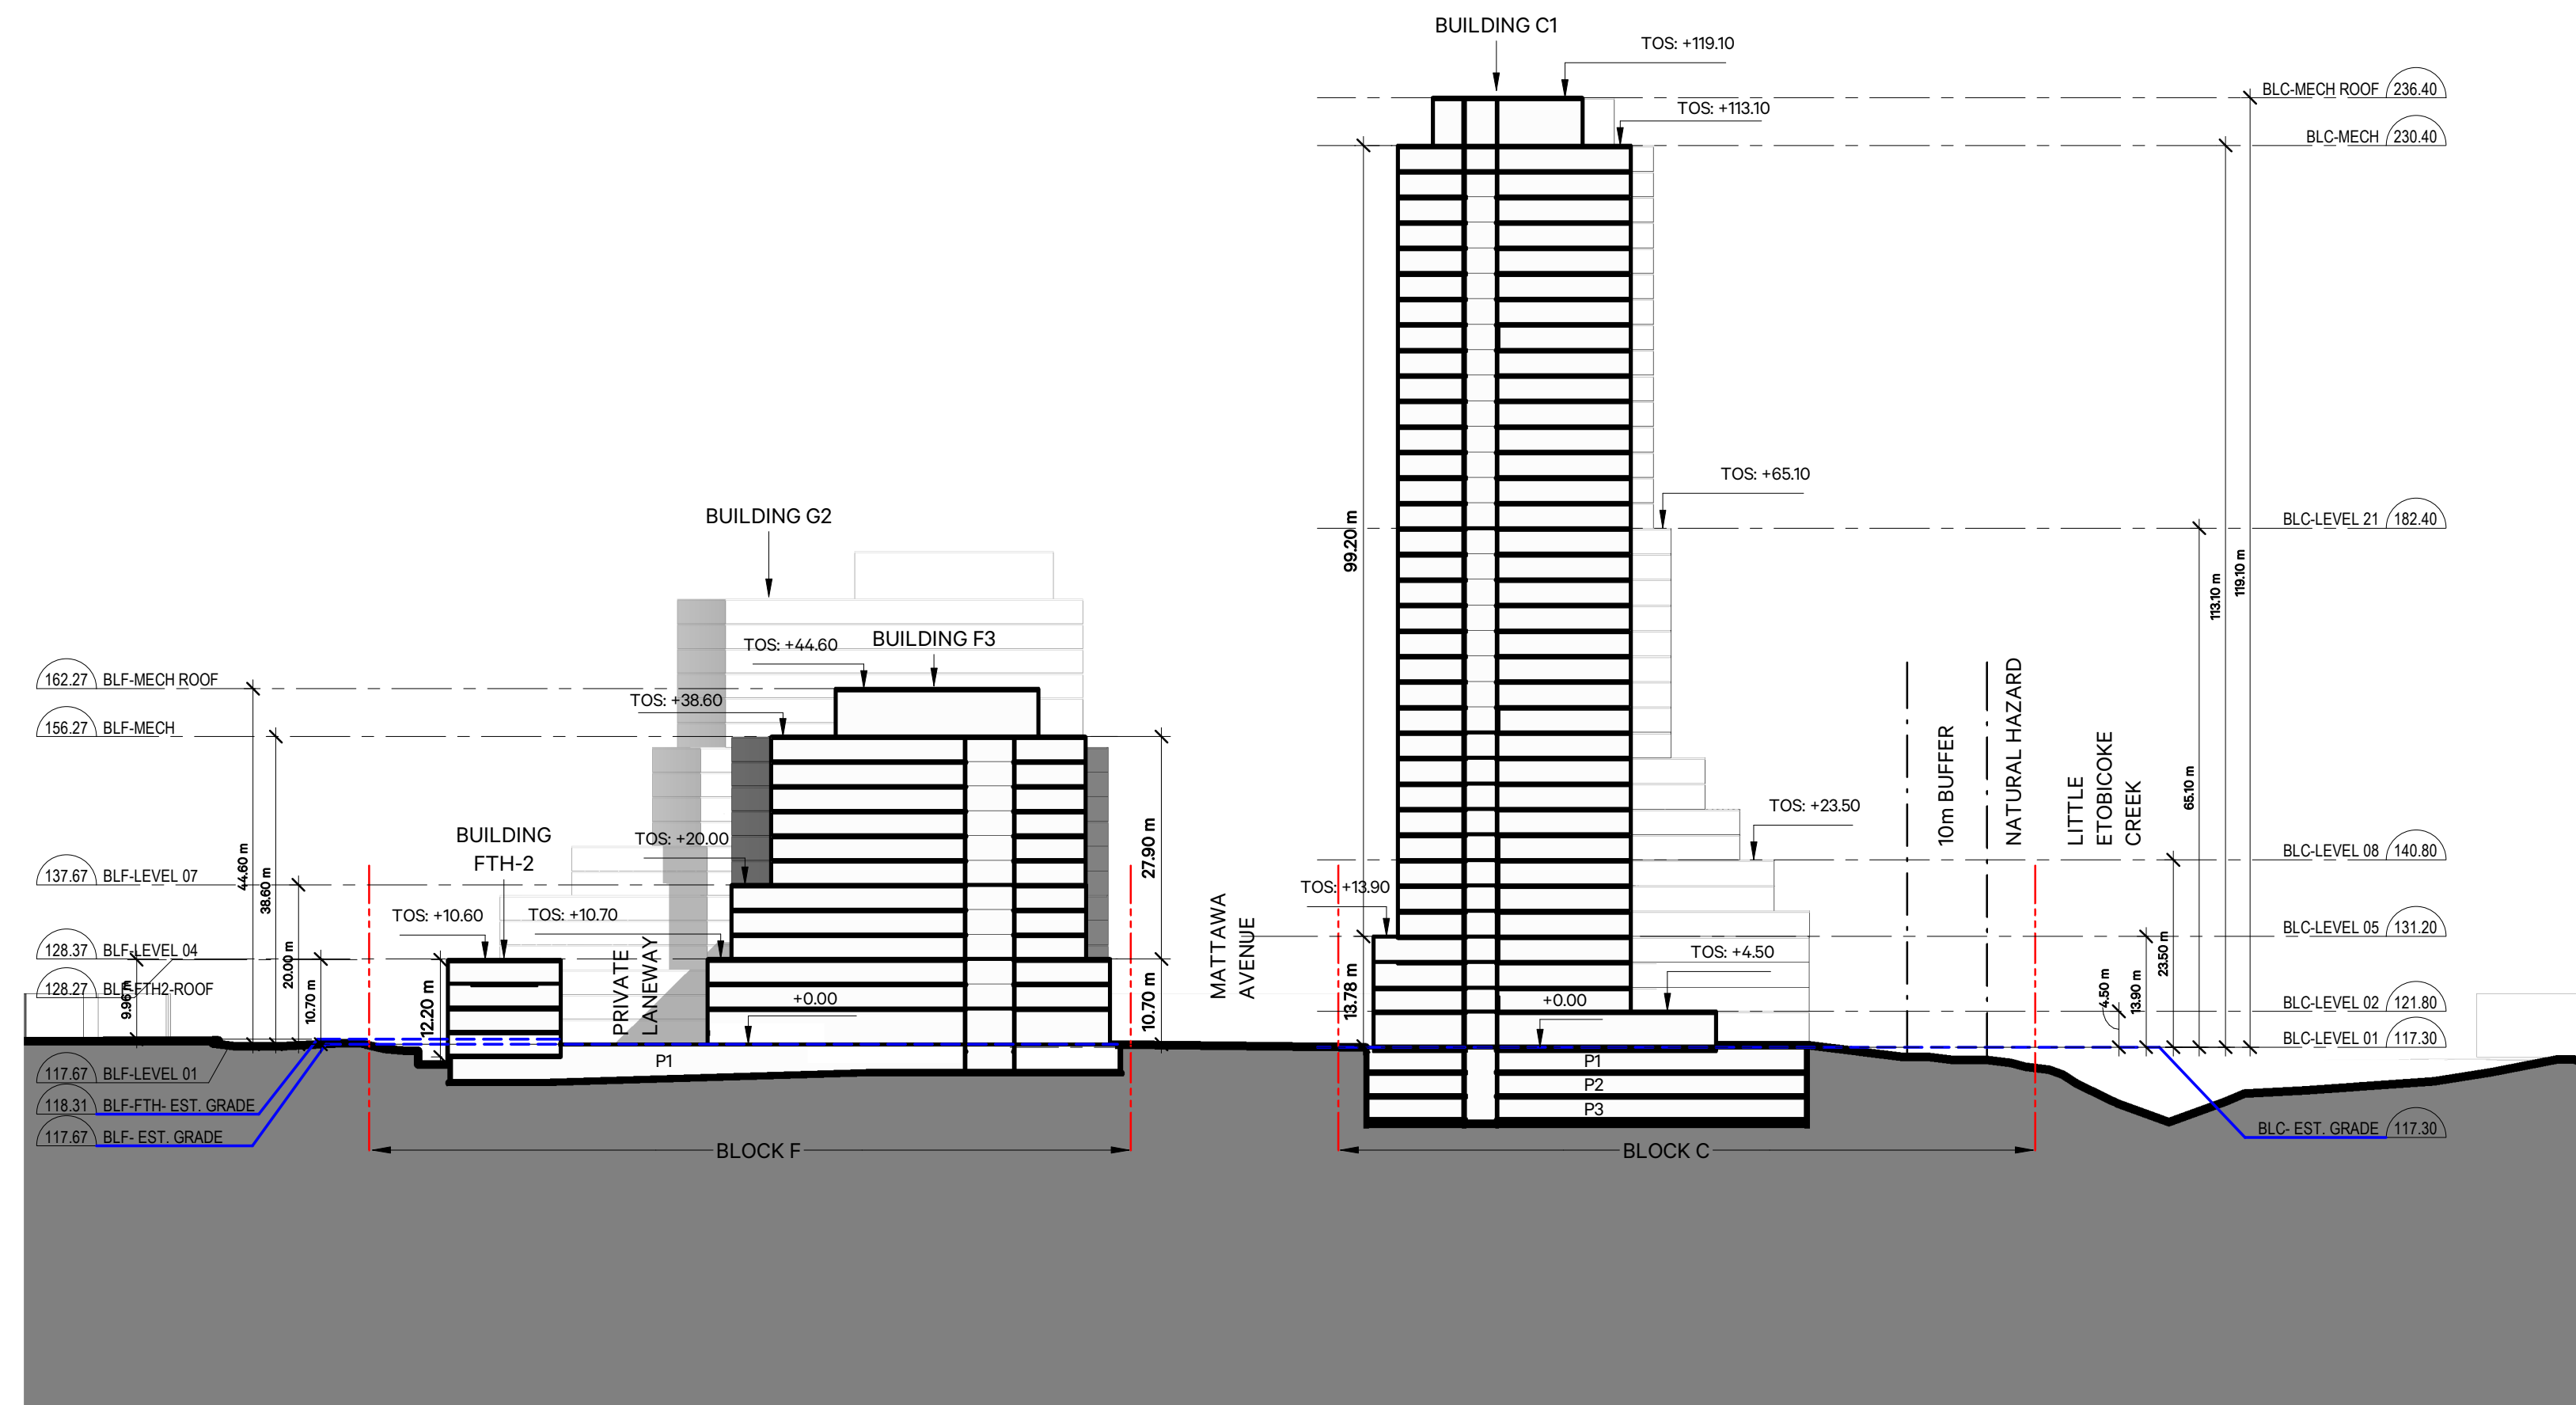 BUILDING C1
TOS: +119.10
BLC-MECH ROOF 236.40
TOS: +113.10
BLC-MECH 230.40
TOS: +65.10
BLC-LEVEL 21 182.40
99.20 m
113.10 m
119.10 m
BUILDING G2
TOS: +44.60
BUILDING F3
162.27 BLF-MECH ROOF
TOS: +38.60
156.27 BLF-MECH
BUILDING
FTH-2
TOS: +20.00
27.90 m
44.60 m
38.60 m
137.67 BLF-LEVEL 07
TOS: +10.60
TOS: +10.70
128.37 BLF-LEVEL 04
128.27 BLF-FTH2-ROOF
9.96 m
20.00 m
10.70 m
12.20 m
PRIVATE
LANEWAY
+0.00
10.70 m
P1
117.67 BLF-LEVEL 01
118.31 BLF-FTH- EST. GRADE
117.67 BLF- EST. GRADE
BLOCK F
MATTAWA
AVENUE
TOS: +13.90
13.78 m
TOS: +23.50
TOS: +4.50
+0.00
P1
P2
P3
BLOCK C
10m BUFFER
NATURAL HAZARD
LITTLE
ETOBICOKE
CREEK
65.10 m
BLC-LEVEL 08 140.80
BLC-LEVEL 05 131.20
23.50 m
4.50 m
13.90 m
BLC-LEVEL 02 121.80
BLC-LEVEL 01 117.30
BLC- EST. GRADE 117.30